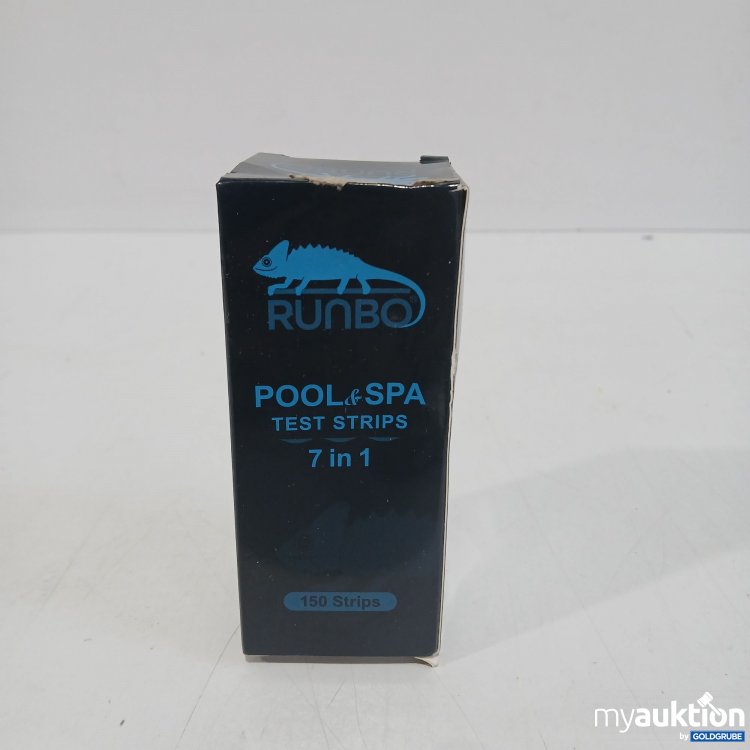 RUNBO
POOL & SPA
TEST STRIPS
7 in 1
150 Strips
myauktion
by GOLDGRUBE